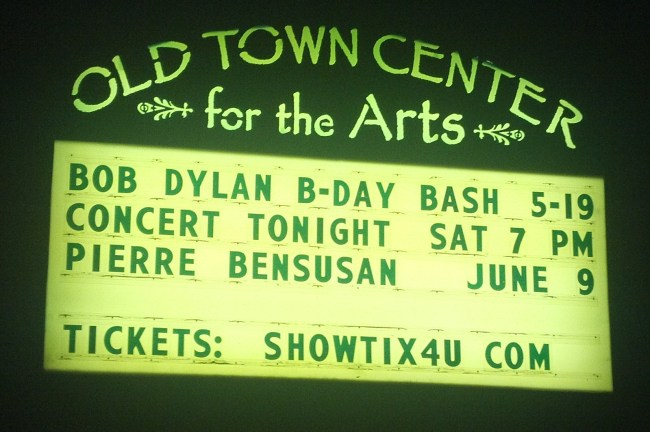 OLD TOWN CENTER
for the Arts
BOB DYLAN B-DAY BASH 5-19
CONCERT TONIGHT SAT 7 PM
PIERRE BENSUSAN JUNE 9
TICKETS: SHOWTIX4U COM